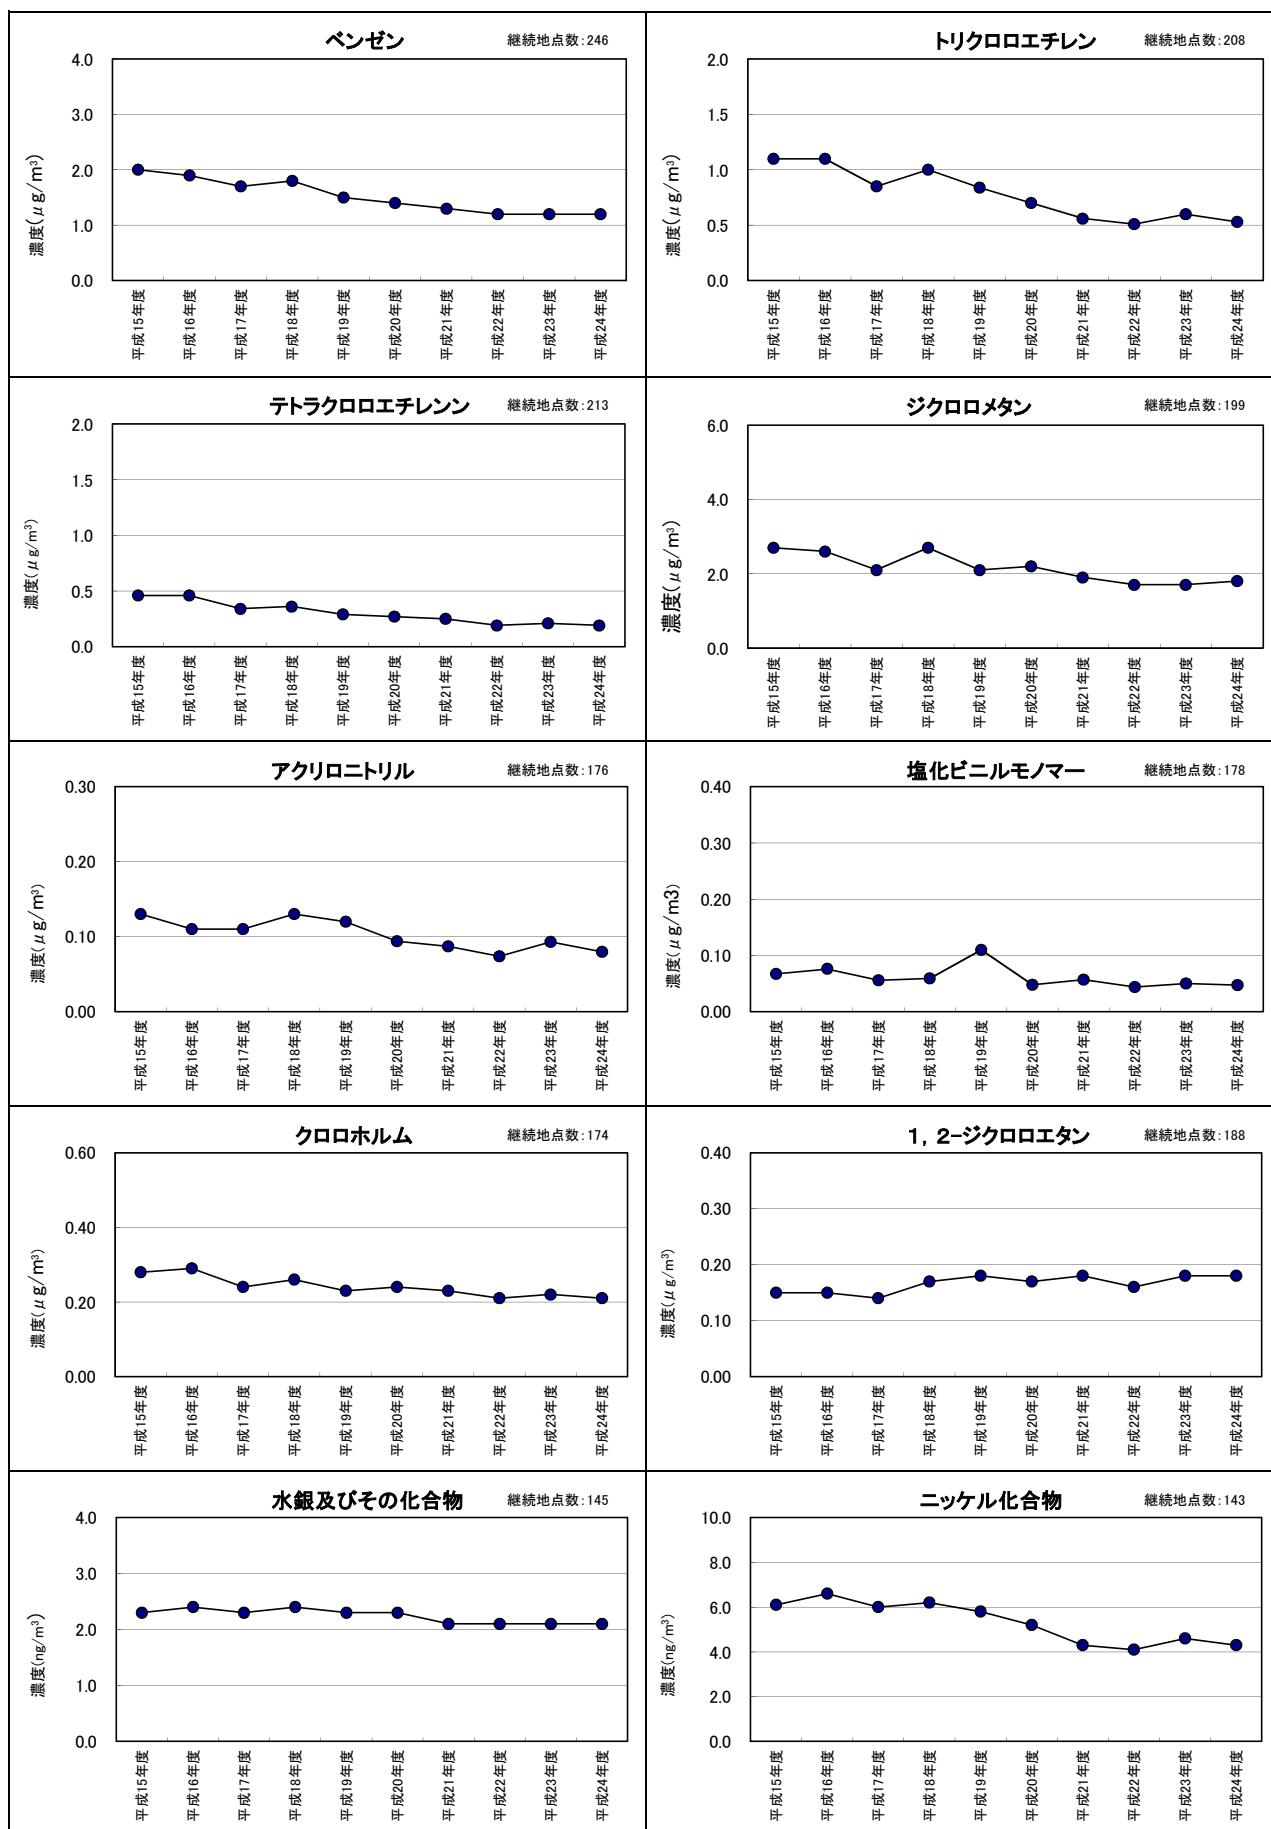 ベンゼン 継続地点数:246
4.0
3.0
2.0
1.0
0.0
濃度(μg/m³)
平成15年度
平成16年度
平成17年度
平成18年度
平成19年度
平成20年度
平成21年度
平成22年度
平成23年度
平成24年度
トリクロロエチレン 継続地点数:208
2.0
1.5
1.0
0.5
0.0
濃度(μg/m³)
平成15年度
平成16年度
平成17年度
平成18年度
平成19年度
平成20年度
平成21年度
平成22年度
平成23年度
平成24年度
テトラクロロエチレンン 継続地点数:213
2.0
1.5
1.0
0.5
0.0
濃度(μg/m³)
平成15年度
平成16年度
平成17年度
平成18年度
平成19年度
平成20年度
平成21年度
平成22年度
平成23年度
平成24年度
ジクロロメタン 継続地点数:199
6.0
4.0
2.0
0.0
濃度(μg/m³)
平成15年度
平成16年度
平成17年度
平成18年度
平成19年度
平成20年度
平成21年度
平成22年度
平成23年度
平成24年度
アクリロニトリル 継続地点数:176
0.30
0.20
0.10
0.00
濃度(μg/m³)
平成15年度
平成16年度
平成17年度
平成18年度
平成19年度
平成20年度
平成21年度
平成22年度
平成23年度
平成24年度
塩化ビニルモノマー 継続地点数:178
0.40
0.30
0.20
0.10
0.00
濃度(μg/m3)
平成15年度
平成16年度
平成17年度
平成18年度
平成19年度
平成20年度
平成21年度
平成22年度
平成23年度
平成24年度
クロロホルム 継続地点数:174
0.60
0.40
0.20
0.00
濃度(μg/m³)
平成15年度
平成16年度
平成17年度
平成18年度
平成19年度
平成20年度
平成21年度
平成22年度
平成23年度
平成24年度
1,2-ジクロロエタン 継続地点数:188
0.40
0.30
0.20
0.10
0.00
濃度(μg/m³)
平成15年度
平成16年度
平成17年度
平成18年度
平成19年度
平成20年度
平成21年度
平成22年度
平成23年度
平成24年度
水銀及びその化合物 継続地点数:145
4.0
3.0
2.0
1.0
0.0
濃度(ng/m³)
平成15年度
平成16年度
平成17年度
平成18年度
平成19年度
平成20年度
平成21年度
平成22年度
平成23年度
平成24年度
ニッケル化合物 継続地点数:143
10.0
8.0
6.0
4.0
2.0
0.0
濃度(ng/m³)
平成15年度
平成16年度
平成17年度
平成18年度
平成19年度
平成20年度
平成21年度
平成22年度
平成23年度
平成24年度